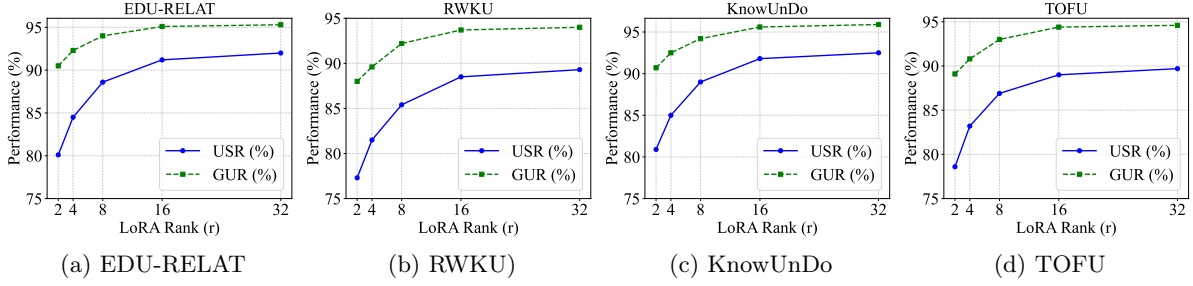 EDU-RELAT
Performance (%)
95
90
85
80
75
USR (%)
GUR (%)
2 4 8 16 32
LoRA Rank (r)
(a) EDU-RELAT
RWKU
Performance (%)
95
90
85
80
75
USR (%)
GUR (%)
2 4 8 16 32
LoRA Rank (r)
(b) RWKU)
KnowUnDo
Performance (%)
95
90
85
80
75
USR (%)
GUR (%)
2 4 8 16 32
LoRA Rank (r)
(c) KnowUnDo
TOFU
Performance (%)
95
90
85
80
75
USR (%)
GUR (%)
2 4 8 16 32
LoRA Rank (r)
(d) TOFU